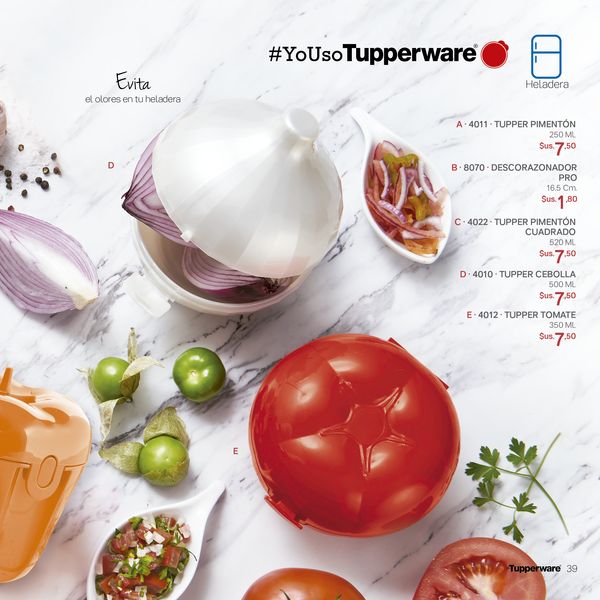 #YoUsoTupperware®
Heladera
Evita
el olores en tu heladera
D
A · 4011 · TUPPER PIMENTÓN
250 ML
$us.7,50
B · 8070 · DESCORAZONADOR
PRO
16.5 Cm.
$us.1,80
C · 4022 · TUPPER PIMENTÓN
CUADRADO
520 ML
$us.7,50
D · 4010 · TUPPER CEBOLLA
500 ML
$us.7,50
E · 4012 · TUPPER TOMATE
350 ML
$us.7,50
E
Tupperware® 39